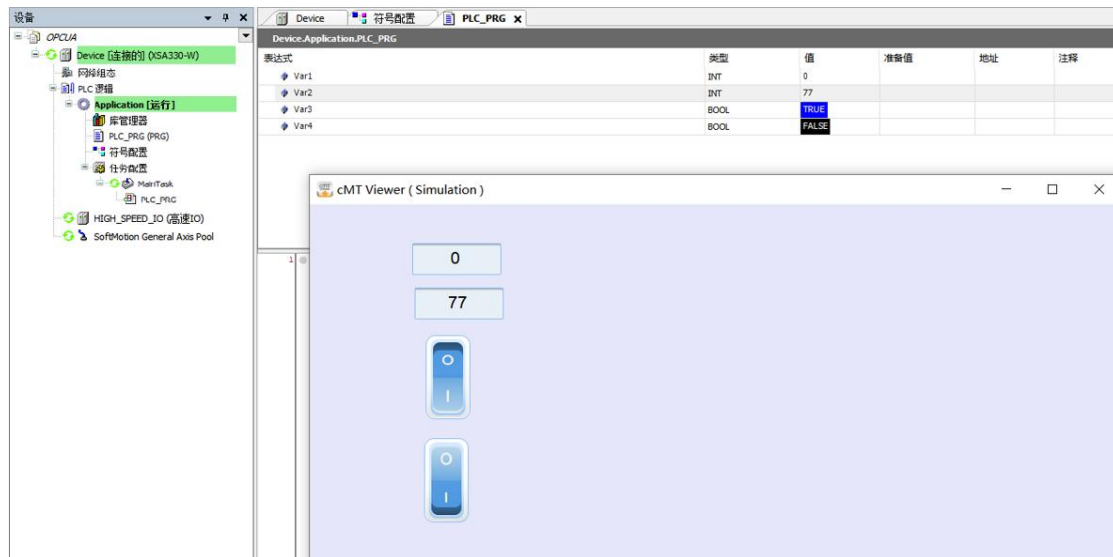 设备
OPCUA
Device [连接的] (XSA330-W)
网络组态
PLC 逻辑
Application [运行]
库管理器
PLC_PRG (PRG)
符号配置
任务配置
MainTask
PLC_PRG
HIGH_SPEED_IO (高速IO)
SoftMotion General Axis Pool
Device 符号配置 PLC_PRG X
Device.Application.PLC_PRG
表达式 类型 值 准备值 地址 注释
Var1 INT 0
Var2 INT 77
Var3 BOOL TRUE
Var4 BOOL FALSE
1
cMT Viewer ( Simulation )
0
77
O
I
O
I